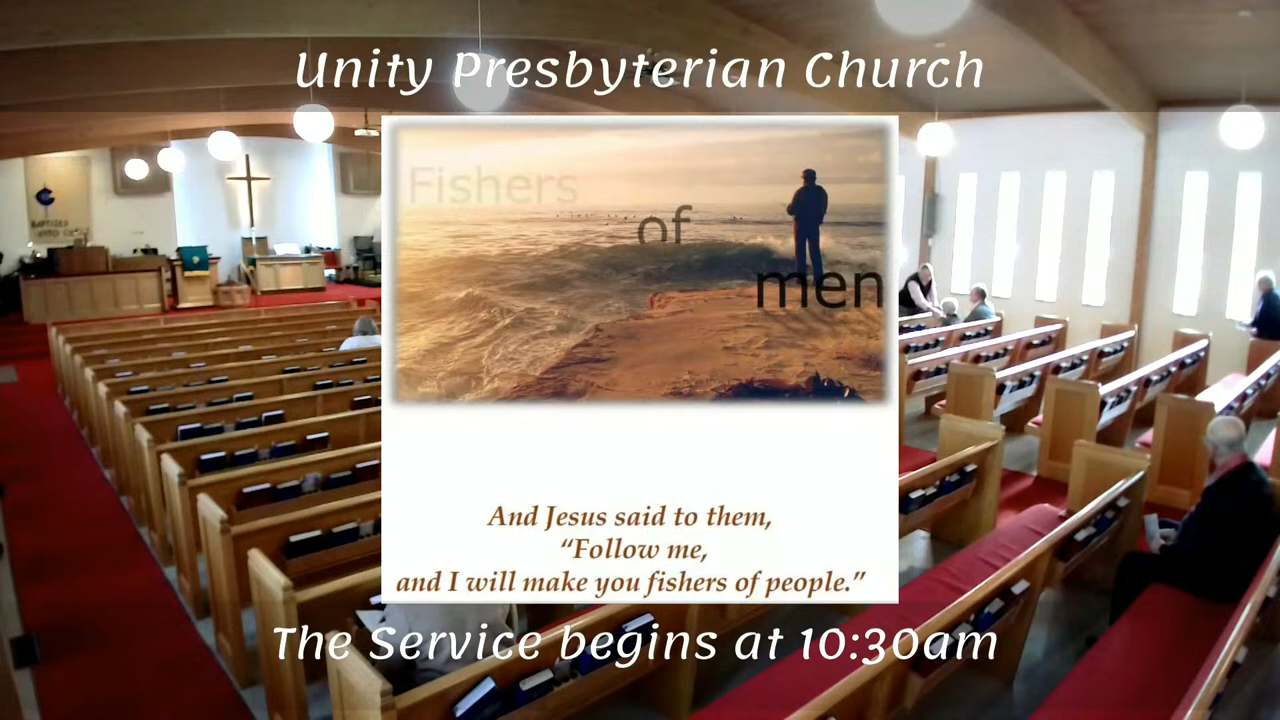 Unity Presbyterian Church
Fishers
of
men
And Jesus said to them,
“Follow me,
and I will make you fishers of people.”
The Service begins at 10:30am